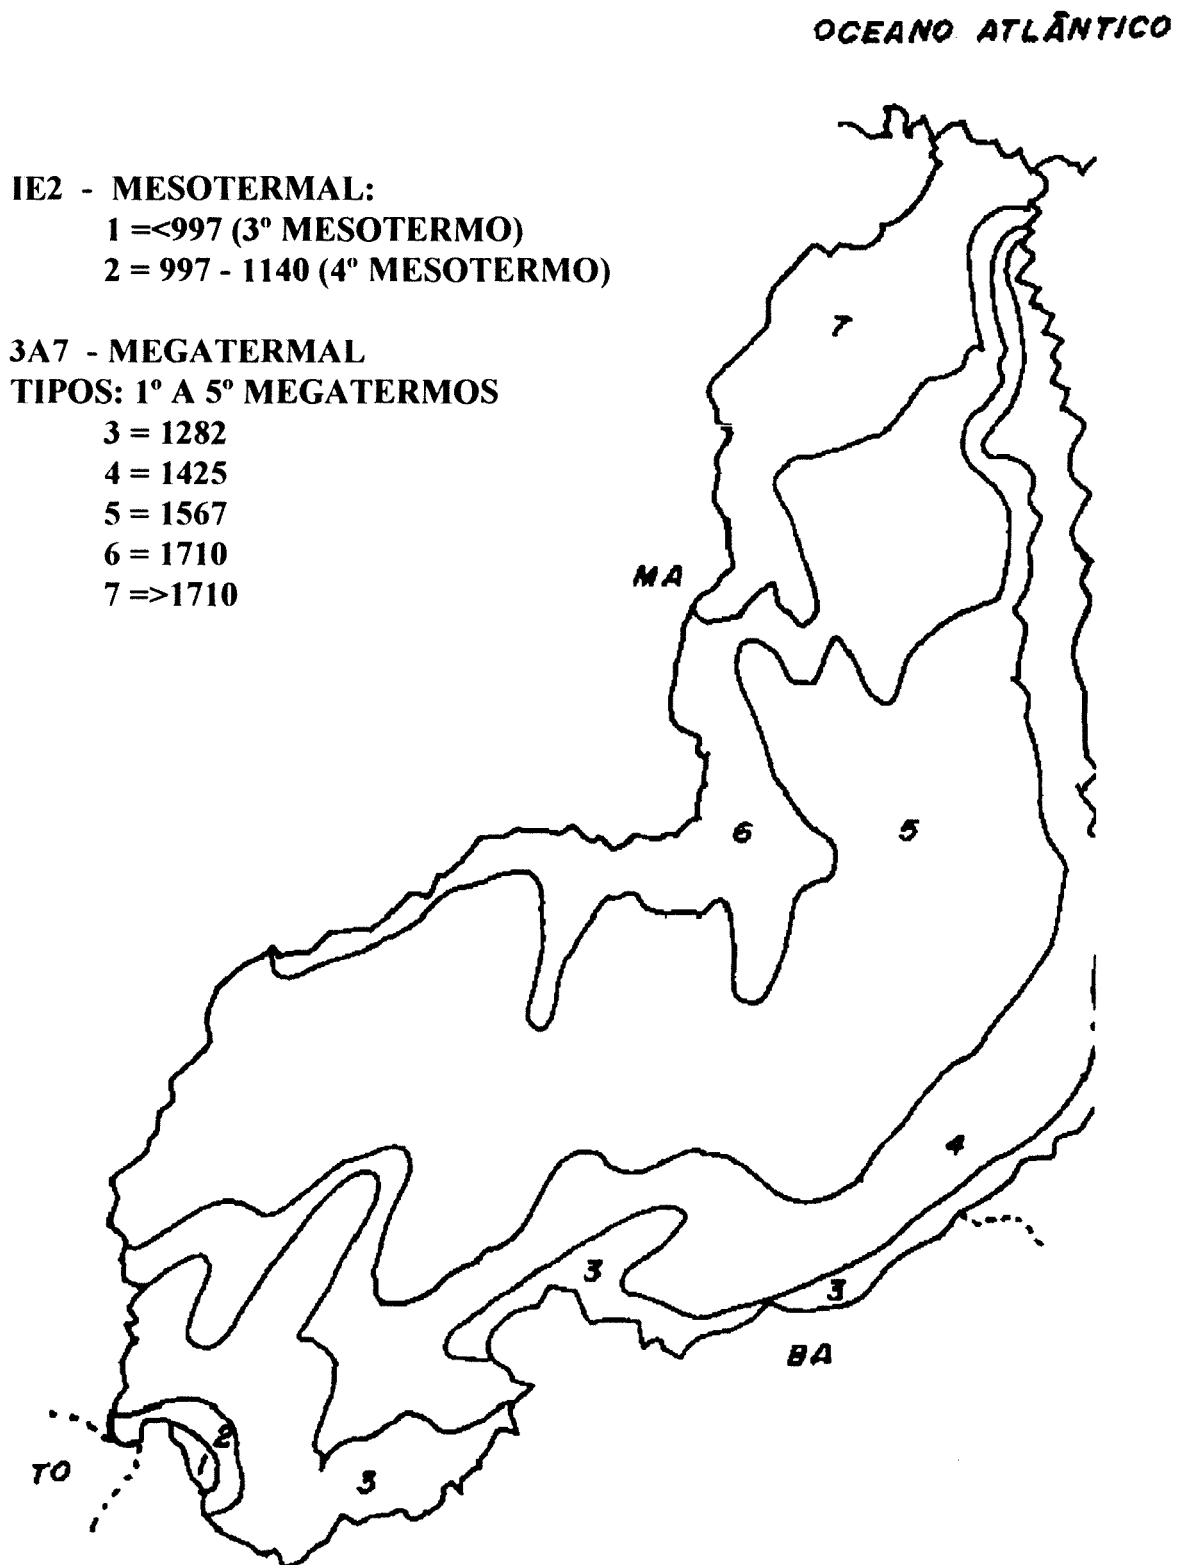 OCEANO ATLÂNTICO
IE2 - MESOTERMAL:
1 =<997 (3º MESOTERMO)
2 = 997 - 1140 (4º MESOTERMO)
3A7 - MEGATERMAL
TIPOS: 1º A 5º MEGATERMOS
3 = 1282
4 = 1425
5 = 1567
6 = 1710
7 =>1710
7
MA
6
5
4
3
3
BA
2
1
TO
3